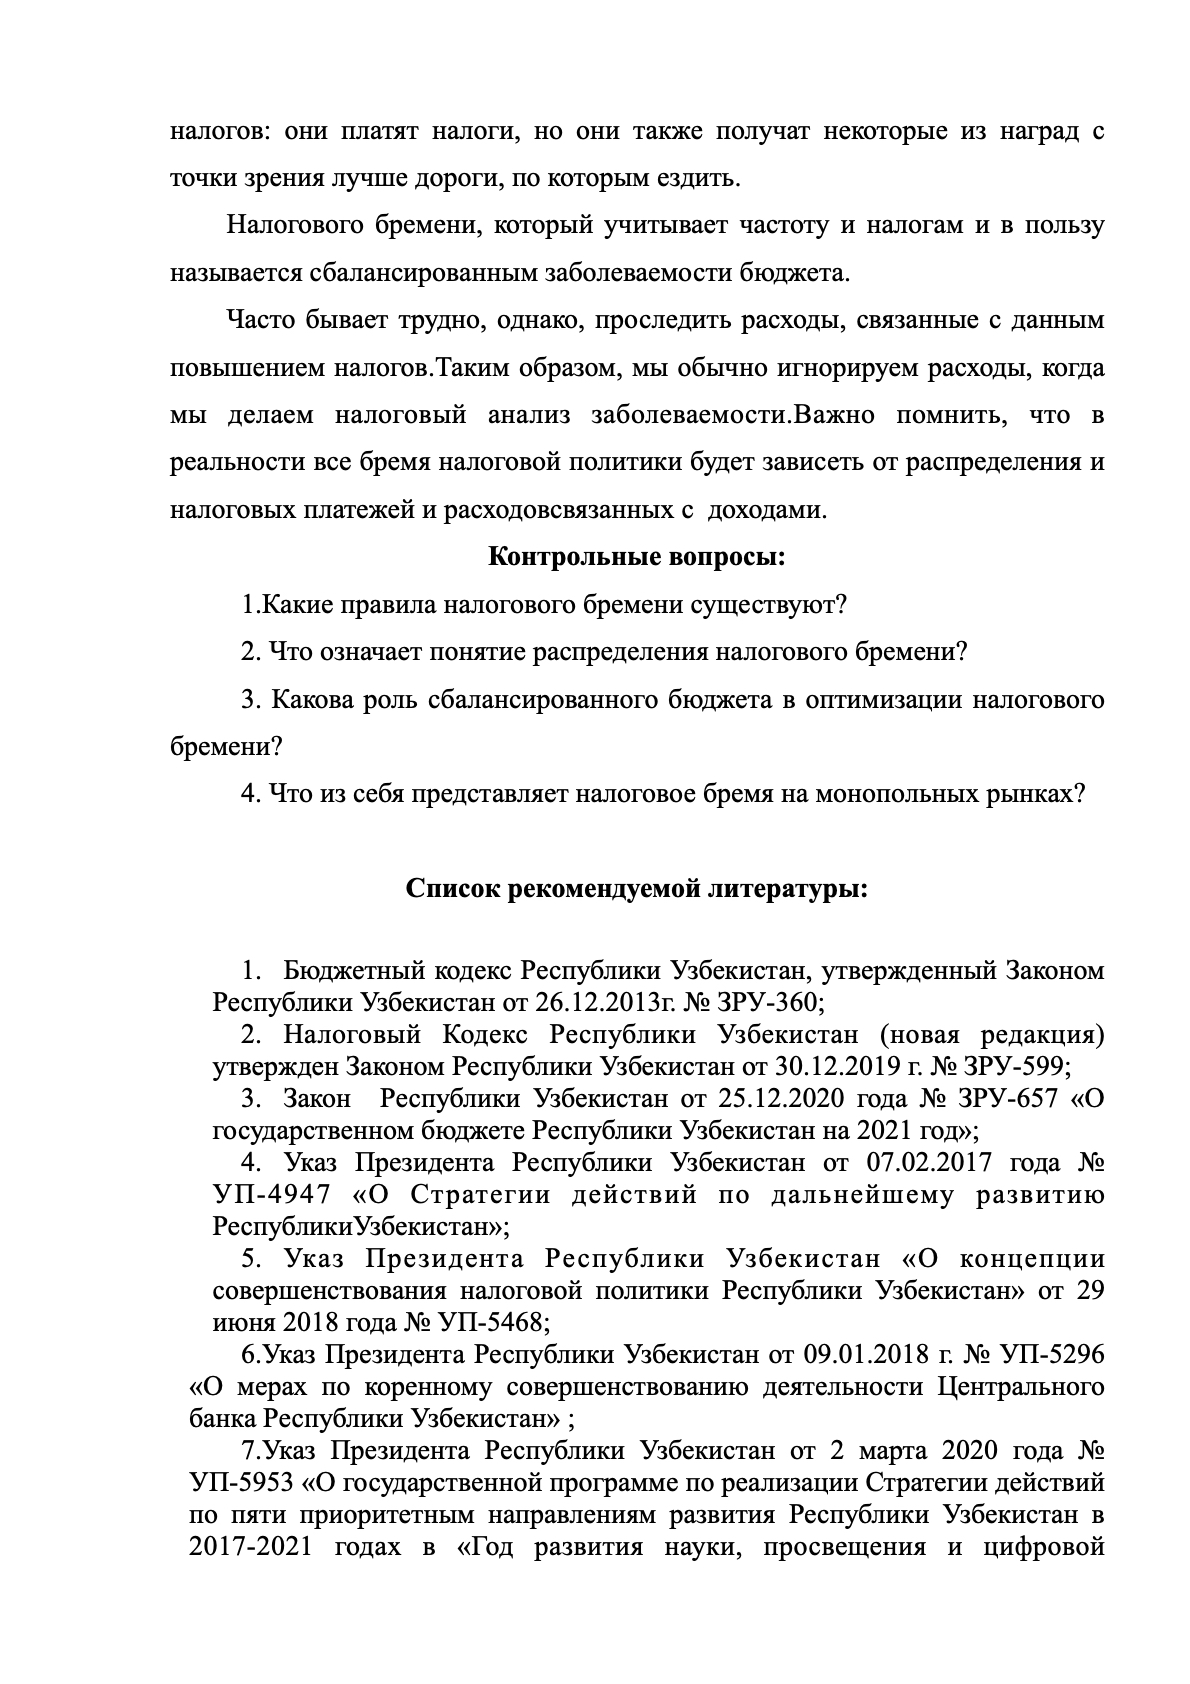 налогов: они платят налоги, но они также получат некоторые из наград с
точки зрения лучше дороги, по которым ездить.
Налогового бремени, который учитывает частоту и налогам и в пользу
называется сбалансированным заболеваемости бюджета.
Часто бывает трудно, однако, проследить расходы, связанные с данным
повышением налогов.Таким образом, мы обычно игнорируем расходы, когда
мы делаем налоговый анализ заболеваемости.Важно помнить, что в
реальности все бремя налоговой политики будет зависеть от распределения и
налоговых платежей и расходовсвязанных с  доходами.
Контрольные вопросы:
1.Какие правила налогового бремени существуют?
2. Что означает понятие распределения налогового бремени?
3. Какова роль сбалансированного бюджета в оптимизации налогового
бремени?
4. Что из себя представляет налоговое бремя на монопольных рынках?
Список рекомендуемой литературы:
1. Бюджетный кодекс Республики Узбекистан, утвержденный Законом
Республики Узбекистан от 26.12.2013г. № ЗРУ-360;
2. Налоговый Кодекс Республики Узбекистан (новая редакция)
утвержден Законом Республики Узбекистан от 30.12.2019 г. № ЗРУ-599;
3. Закон  Республики Узбекистан от 25.12.2020 года № ЗРУ-657 «О
государственном бюджете Республики Узбекистан на 2021 год»;
4. Указ Президента Республики Узбекистан от 07.02.2017 года №
УП-4947 «О Стратегии действий по дальнейшему развитию
РеспубликиУзбекистан»;
5. Указ Президента Республики Узбекистан «О концепции
совершенствования налоговой политики Республики Узбекистан» от 29
июня 2018 года № УП-5468;
6.Указ Президента Республики Узбекистан от 09.01.2018 г. № УП-5296
«О мерах по коренному совершенствованию деятельности Центрального
банка Республики Узбекистан» ;
7.Указ Президента Республики Узбекистан от 2 марта 2020 года №
УП-5953 «О государственной программе по реализации Стратегии действий
по пяти приоритетным направлениям развития Республики Узбекистан в
2017-2021 годах в «Год развития науки, просвещения и цифровой